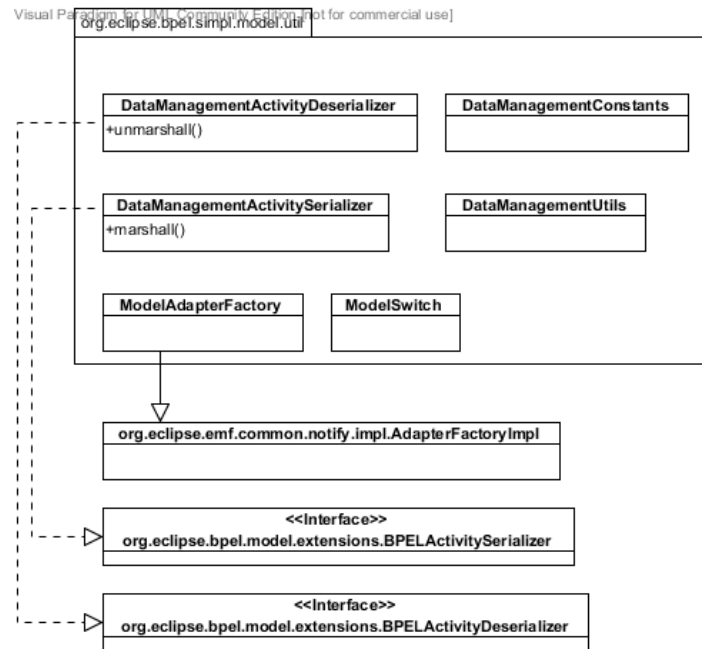 Visual Paradigm for UML Community Edition [not for commercial use]
org.eclipse.bpel.simpl.model.util
DataManagementActivityDeserializer
+unmarshall()
DataManagementConstants
DataManagementActivitySerializer
+marshall()
DataManagementUtils
ModelAdapterFactory
ModelSwitch
org.eclipse.emf.common.notify.impl.AdapterFactoryImpl
<<Interface>>
org.eclipse.bpel.model.extensions.BPELActivitySerializer
<<Interface>>
org.eclipse.bpel.model.extensions.BPELActivityDeserializer